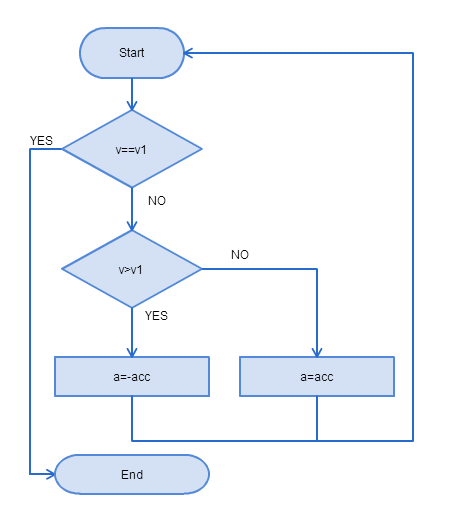 Start
YES
v==v1
NO
NO
v>v1
YES
a=-acc
a=acc
End